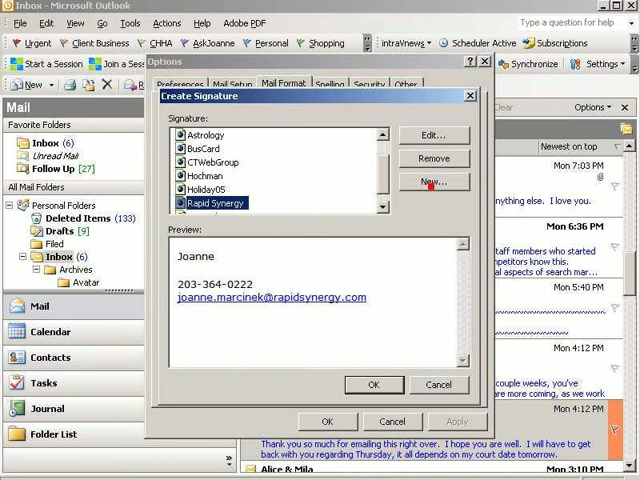 Inbox - Microsoft Outlook
File Edit View Go Tools Actions Help Adobe PDF
Type a question for help
Urgent Client Business CHHA AskJoanne Personal Shopping intraVnews Scheduler Active Subscriptions
Start a Session Join a Synchronize Settings
New
Clear Options
Mail
Favorite Folders
Inbox (6)
Unread Mail
Follow Up [27]
All Mail Folders
Personal Folders
Deleted Items (133)
Drafts [9]
Filed
Inbox (6)
Archives
Avatar
Mail
Calendar
Contacts
Tasks
Journal
Folder List
Options
Preferences Mail Setup Mail Format Spelling Security Other
Create Signature
Signature:
Astrology
BusCard
CTWebGroup
Hochman
Holiday05
Rapid Synergy
Edit...
Remove
New...
Preview:
Joanne
203-364-0222
joanne.marcinek@rapidsynergy.com
OK Cancel
OK Cancel Apply
Newest on top
Mon 7:03 PM
nything else. I love you.
Mon 6:36 PM
taff members who started
mpetitors know this.
al aspects of search mar...
Mon 5:40 PM
Mon 4:12 PM
couple weeks, you've
are more coming, as we work
Mon 4:12 PM
Thank you so much for emailing this right over. I hope you are well. I will have to get
back with you regarding Thursday, it all depends on my court date tomorrow.
Alice & Mila Mon 3:10 PM